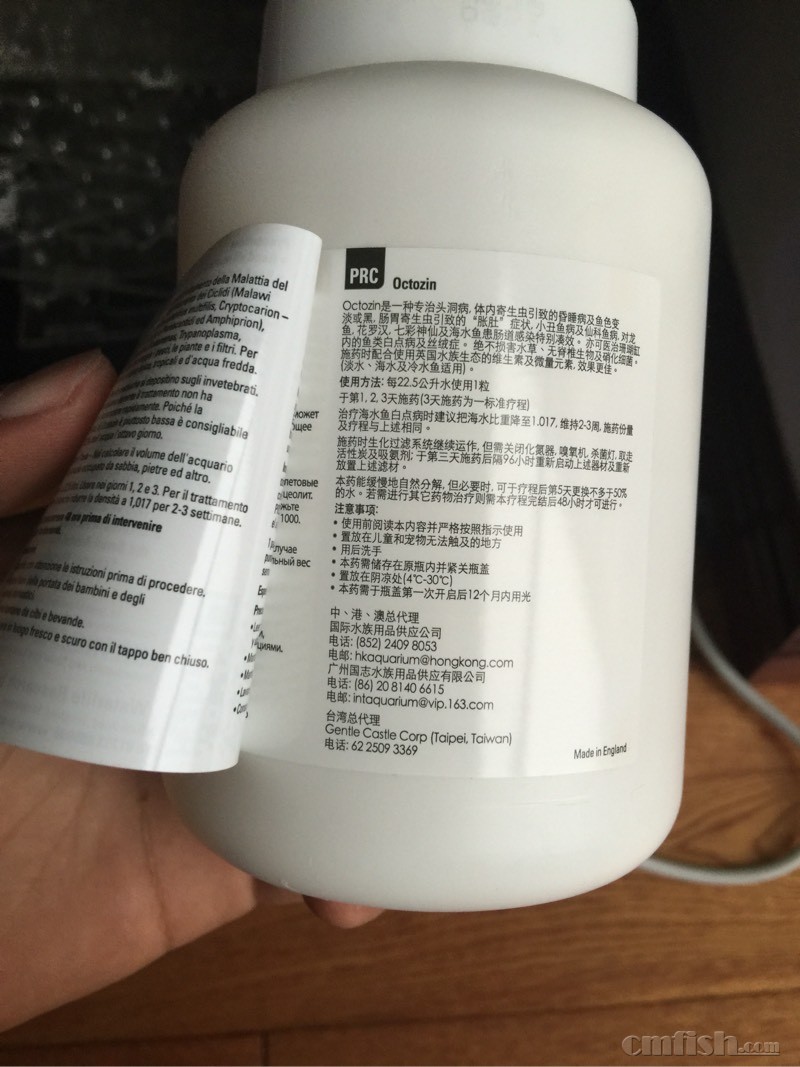 della Malattia del
dei Ciclidi (Malawi
multifilis, Cryptocarion –
ed Amphiprion),
Trypanoplasma,
le piante e i filtri. Per
tropicali e d'acqua fredda.
si depositino sugli invertebrati.
il trattamento non ha
Poiché la
piuttosto bassa è consigliabile
giorno.
calcolare il volume dell'acquario
occupato da sabbia, pietre ed altro.
nei giorni 1, 2 e 3. Per il trattamento
la densità a 1,017 per 2-3 settimane.
prima di intervenire
le istruzioni prima di procedere.
dalla portata dei bambini e degli
da cibi e bevande.
in luogo fresco e scuro con il tappo ben chiuso.
может
1000.
случае
вес
PRC Octozin
Octozin是一种专治头洞病, 体内寄生虫引致的昏睡病及鱼色变
淡或黑, 肠胃寄生虫引致的“胀肚”症状, 小丑鱼病及仙科鱼病, 对龙
鱼, 花罗汉, 七彩神仙及海水鱼患肠道感染特别凑效。亦可医治珊瑚缸
内的鱼类白点病及丝绒症。绝不损害水草、无脊椎生物及硝化细菌。
施药时配合使用英国水族生态的维生素及微量元素, 效果更佳。
(淡水、海水及冷水鱼适用)。
使用方法: 每22.5公升水使用1粒
于第1, 2, 3天施药(3天施药为一标准疗程)
治疗海水鱼白点病时建议把海水比重降至1.017, 维持2-3周, 施药份量
及疗程与上述相同。
施药时生化过滤系统继续运作, 但需关闭化氮器, 嗅氧机, 杀菌灯, 取走
活性炭及吸氨剂; 于第三天施药后隔96小时重新启动上述器材及重新
放置上述滤材。
本药能缓慢地自然分解, 但必要时, 可于疗程后第5天更换不多于50%
的水。若需进行其它药物治疗则需本疗程完结后48小时才可进行。
注意事项:
• 使用前阅读本内容并严格按照指示使用
• 置放在儿童和宠物无法触及的地方
• 用后洗手
• 本药需储存在原瓶内并紧关瓶盖
• 置放在阴凉处(4℃-30℃)
• 本药需于瓶盖第一次开启后12个月内用光
中、港、澳总代理
国际水族用品供应公司
电话: (852) 2409 8053
电邮: hkaquarium@hongkong.com
广州国志水族用品供应有限公司
电话: (86) 20 8140 6615
电邮: intaquarium@vip.163.com
台湾总代理
Gentle Castle Corp (Taipei, Taiwan)
电话: 62 2509 3369
Made in England
cmfish.com